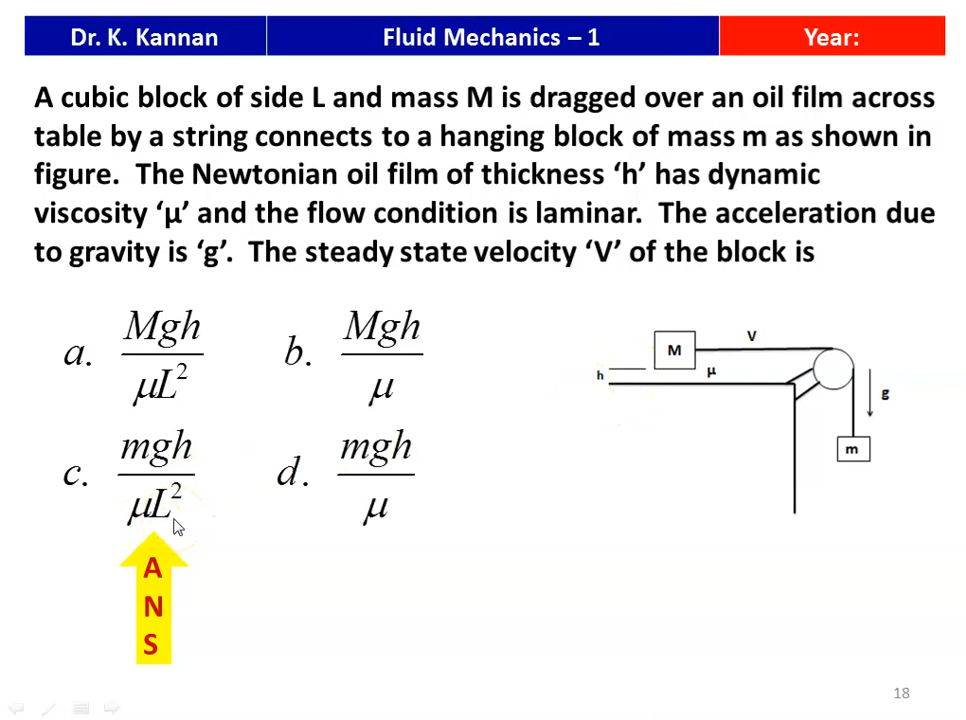 Dr. K. Kannan
Fluid Mechanics – 1
Year:
A cubic block of side L and mass M is dragged over an oil film across
table by a string connects to a hanging block of mass m as shown in
figure. The Newtonian oil film of thickness ‘h’ has dynamic
viscosity ‘μ’ and the flow condition is laminar. The acceleration due
to gravity is ‘g’. The steady state velocity ‘V’ of the block is
a. Mgh / μL²
b. Mgh / μ
c. mgh / μL²
d. mgh / μ
A
N
S
M
V
h
μ
g
m
18